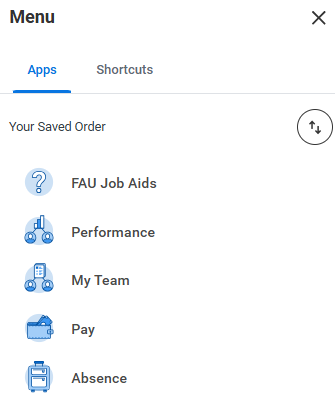 Menu
Apps
Shortcuts
Your Saved Order
FAU Job Aids
Performance
My Team
Pay
Absence